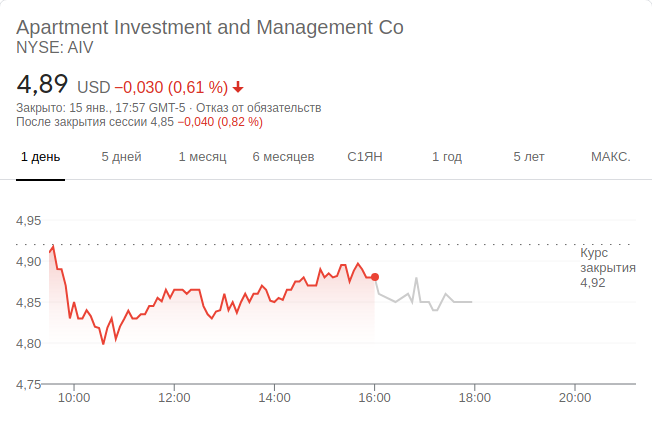 Apartment Investment and Management Co
NYSE: AIV
4,89 USD −0,030 (0,61 %)
Закрыто: 15 янв., 17:57 GMT-5 · Отказ от обязательств
После закрытия сессии 4,85 −0,040 (0,82 %)
1 день 5 дней 1 месяц 6 месяцев С1ЯН 1 год 5 лет МАКС.
4,95
4,90
4,85
4,80
4,75
Курс
закрытия
4,92
10:00 12:00 14:00 16:00 18:00 20:00